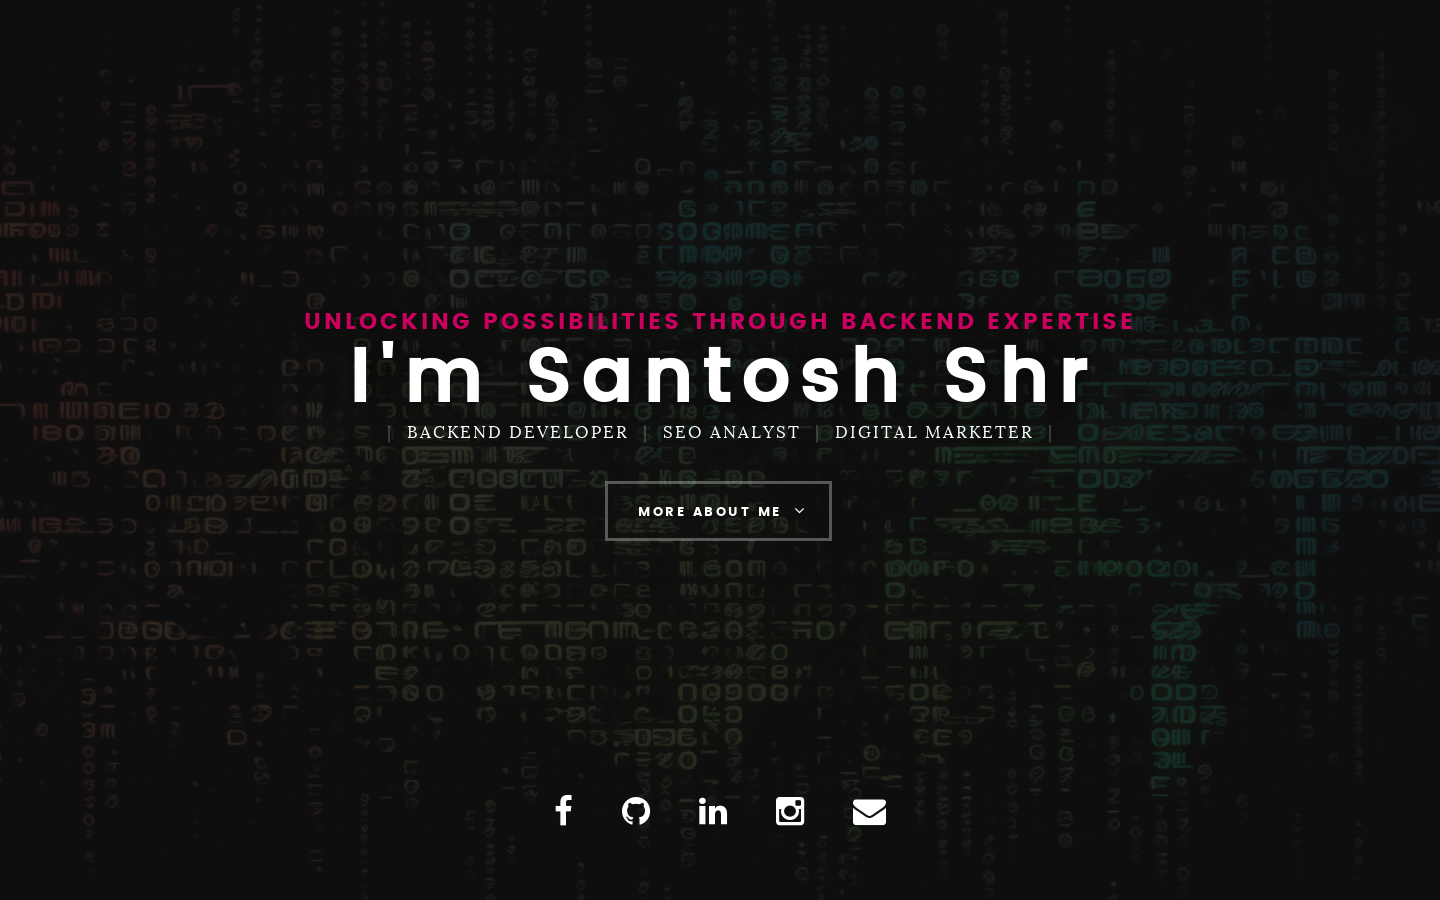 UNLOCKING POSSIBILITIES THROUGH BACKEND EXPERTISE
I'm Santosh Shr
| BACKEND DEVELOPER | SEO ANALYST | DIGITAL MARKETER |
MORE ABOUT ME